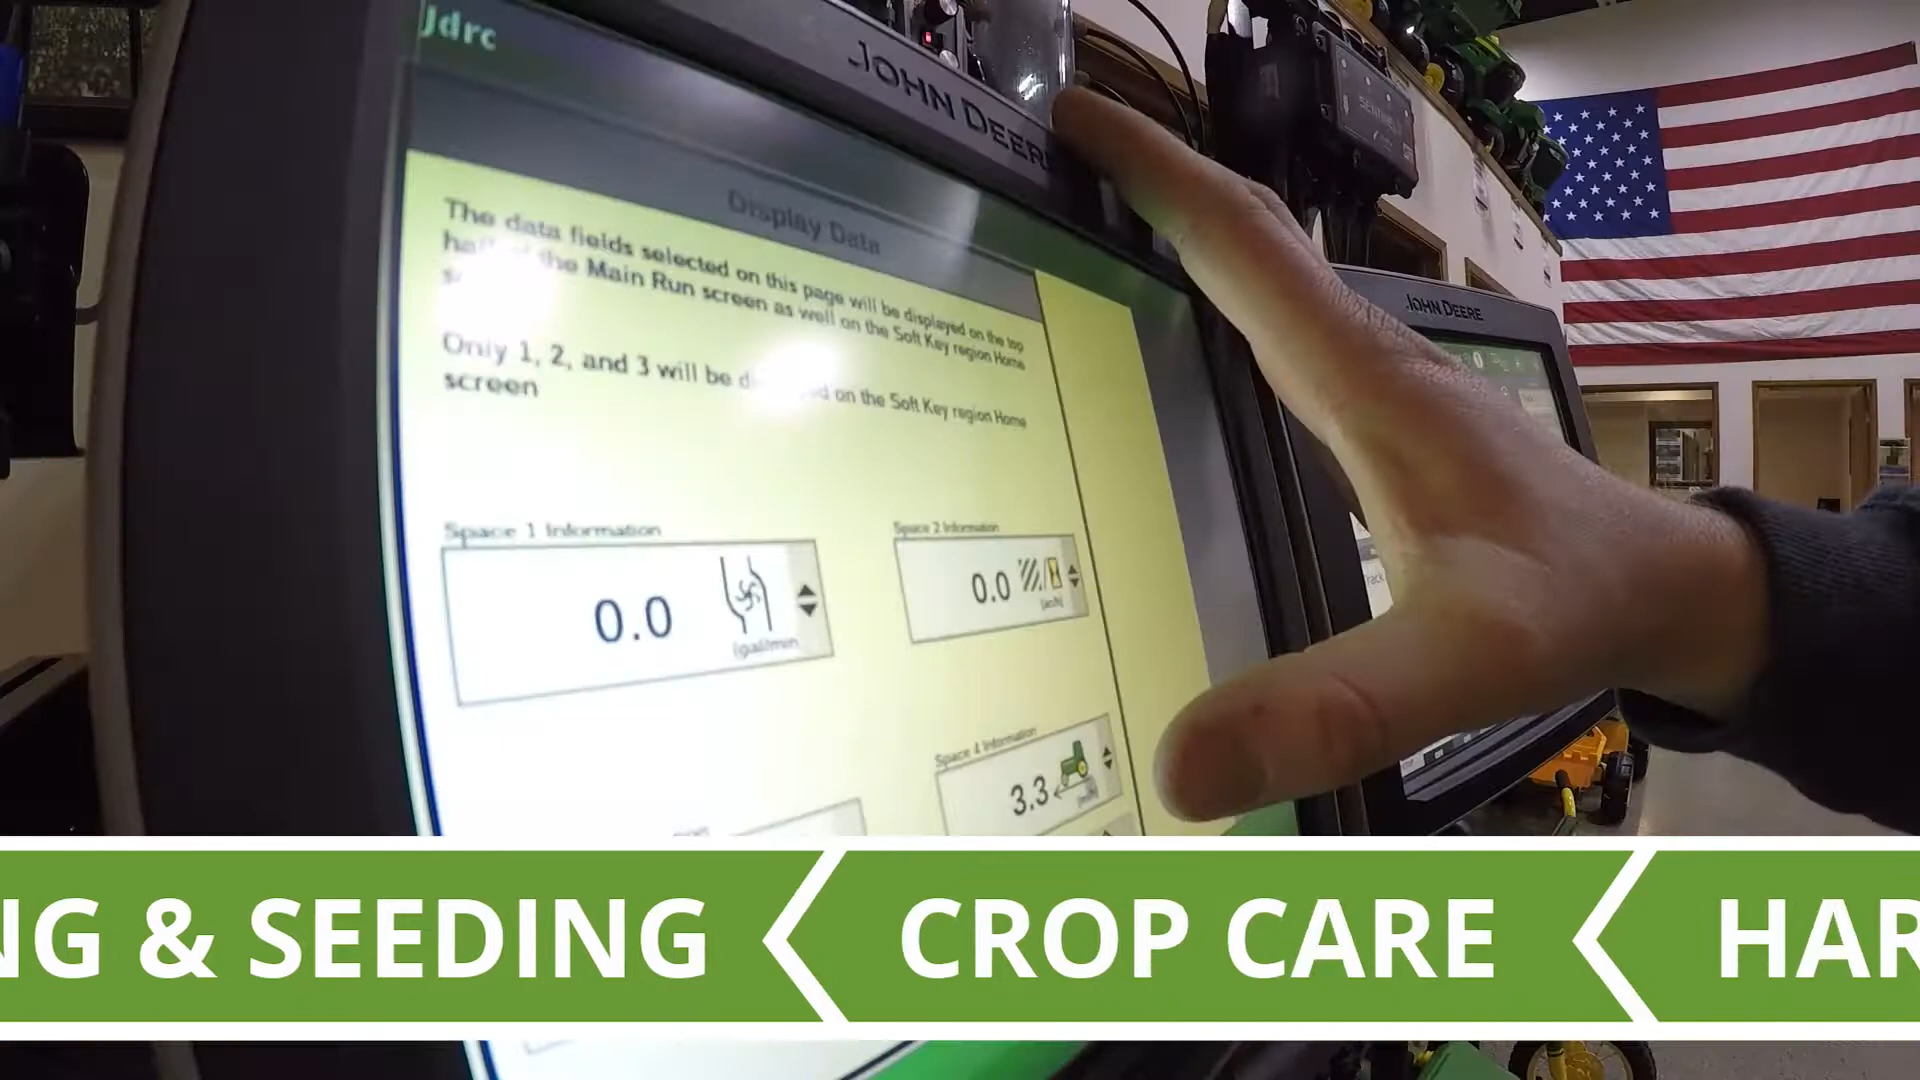 Jdrc
JOHN DEERE
Display Data
The data fields selected on this page will be displayed on the top
half of the Main Run screen as well on the Soft Key region Home
Only 1, 2, and 3 will be displayed on the Soft Key region Home
screen
Space 1 Information
0.0
(gal/min
Space 2 Information
0.0
(ac/h)
Space 4 Information
3.3
JOHN DEERE
NG & SEEDING
CROP CARE
HAR